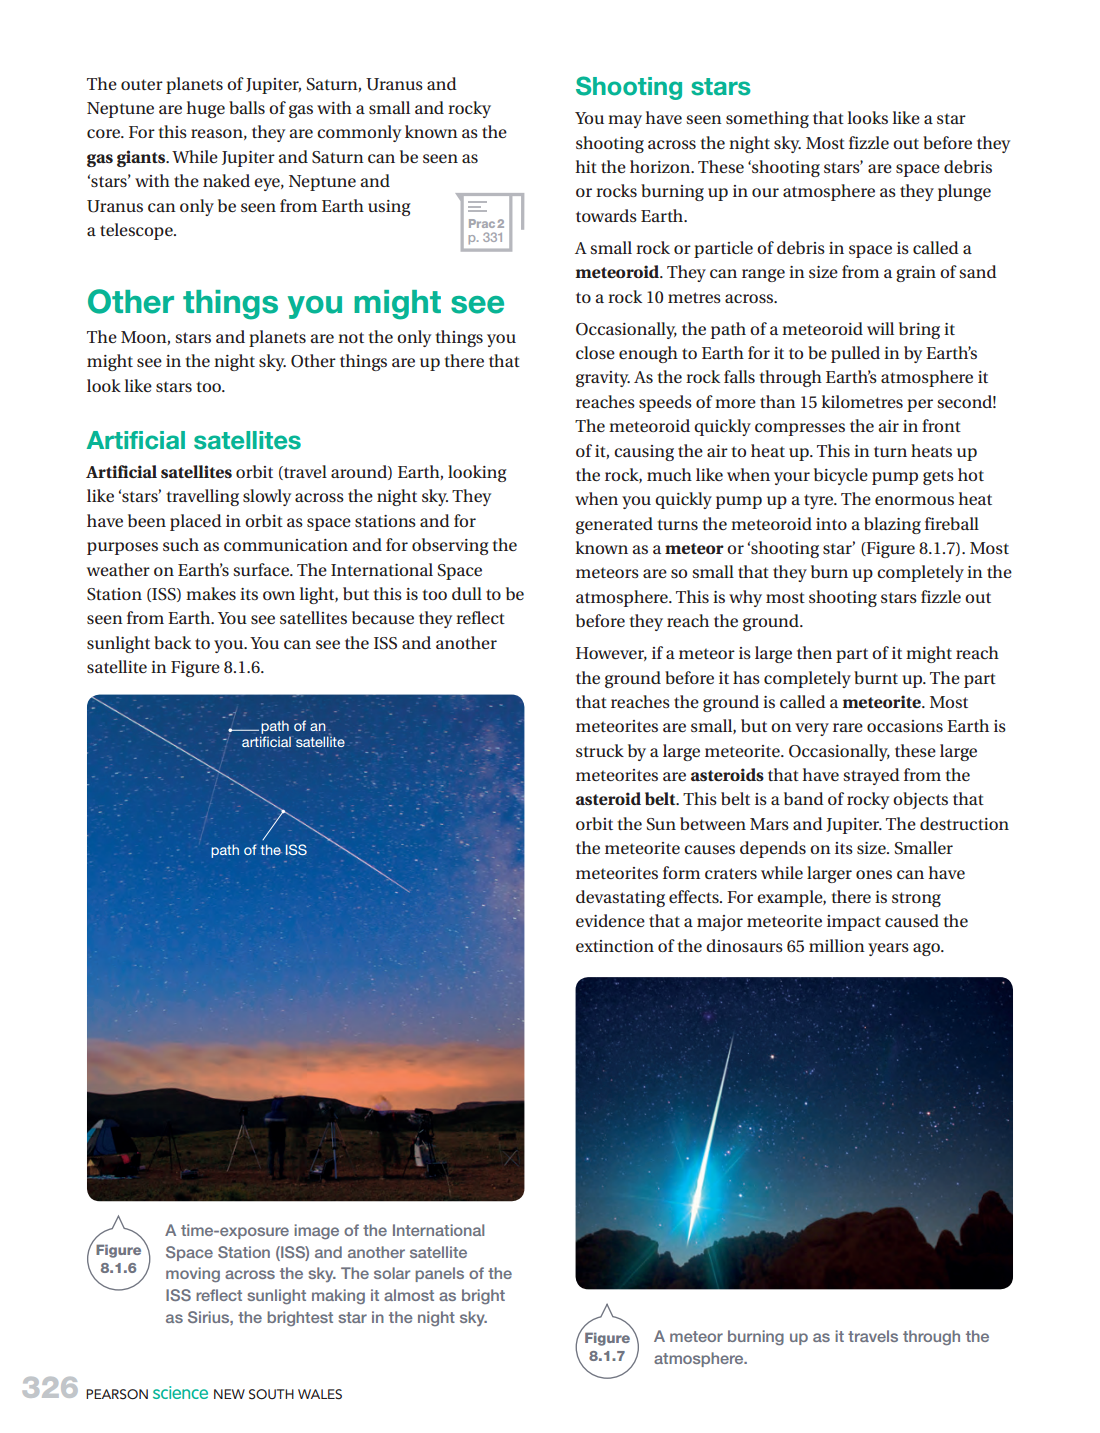 The outer planets of Jupiter, Saturn, Uranus and
Neptune are huge balls of gas with a small and rocky
core. For this reason, they are commonly known as the
gas giants. While Jupiter and Saturn can be seen as
‘stars’ with the naked eye, Neptune and
Uranus can only be seen from Earth using
a telescope.
Prac 2
p. 331
Other things you might see
The Moon, stars and planets are not the only things you
might see in the night sky. Other things are up there that
look like stars too.
Artificial satellites
Artificial satellites orbit (travel around) Earth, looking
like ‘stars’ travelling slowly across the night sky. They
have been placed in orbit as space stations and for
purposes such as communication and for observing the
weather on Earth’s surface. The International Space
Station (ISS) makes its own light, but this is too dull to be
seen from Earth. You see satellites because they reflect
sunlight back to you. You can see the ISS and another
satellite in Figure 8.1.6.
path of an
artificial satellite
path of the ISS
Figure
8.1.6
A time-exposure image of the International
Space Station (ISS) and another satellite
moving across the sky. The solar panels of the
ISS reflect sunlight making it almost as bright
as Sirius, the brightest star in the night sky.
Shooting stars
You may have seen something that looks like a star
shooting across the night sky. Most fizzle out before they
hit the horizon. These ‘shooting stars’ are space debris
or rocks burning up in our atmosphere as they plunge
towards Earth.
A small rock or particle of debris in space is called a
meteoroid. They can range in size from a grain of sand
to a rock 10 metres across.
Occasionally, the path of a meteoroid will bring it
close enough to Earth for it to be pulled in by Earth’s
gravity. As the rock falls through Earth’s atmosphere it
reaches speeds of more than 15 kilometres per second!
The meteoroid quickly compresses the air in front
of it, causing the air to heat up. This in turn heats up
the rock, much like when your bicycle pump gets hot
when you quickly pump up a tyre. The enormous heat
generated turns the meteoroid into a blazing fireball
known as a meteor or ‘shooting star’ (Figure 8.1.7). Most
meteors are so small that they burn up completely in the
atmosphere. This is why most shooting stars fizzle out
before they reach the ground.
However, if a meteor is large then part of it might reach
the ground before it has completely burnt up. The part
that reaches the ground is called a meteorite. Most
meteorites are small, but on very rare occasions Earth is
struck by a large meteorite. Occasionally, these large
meteorites are asteroids that have strayed from the
asteroid belt. This belt is a band of rocky objects that
orbit the Sun between Mars and Jupiter. The destruction
the meteorite causes depends on its size. Smaller
meteorites form craters while larger ones can have
devastating effects. For example, there is strong
evidence that a major meteorite impact caused the
extinction of the dinosaurs 65 million years ago.
Figure
8.1.7
A meteor burning up as it travels through the
atmosphere.
326 PEARSON science NEW SOUTH WALES